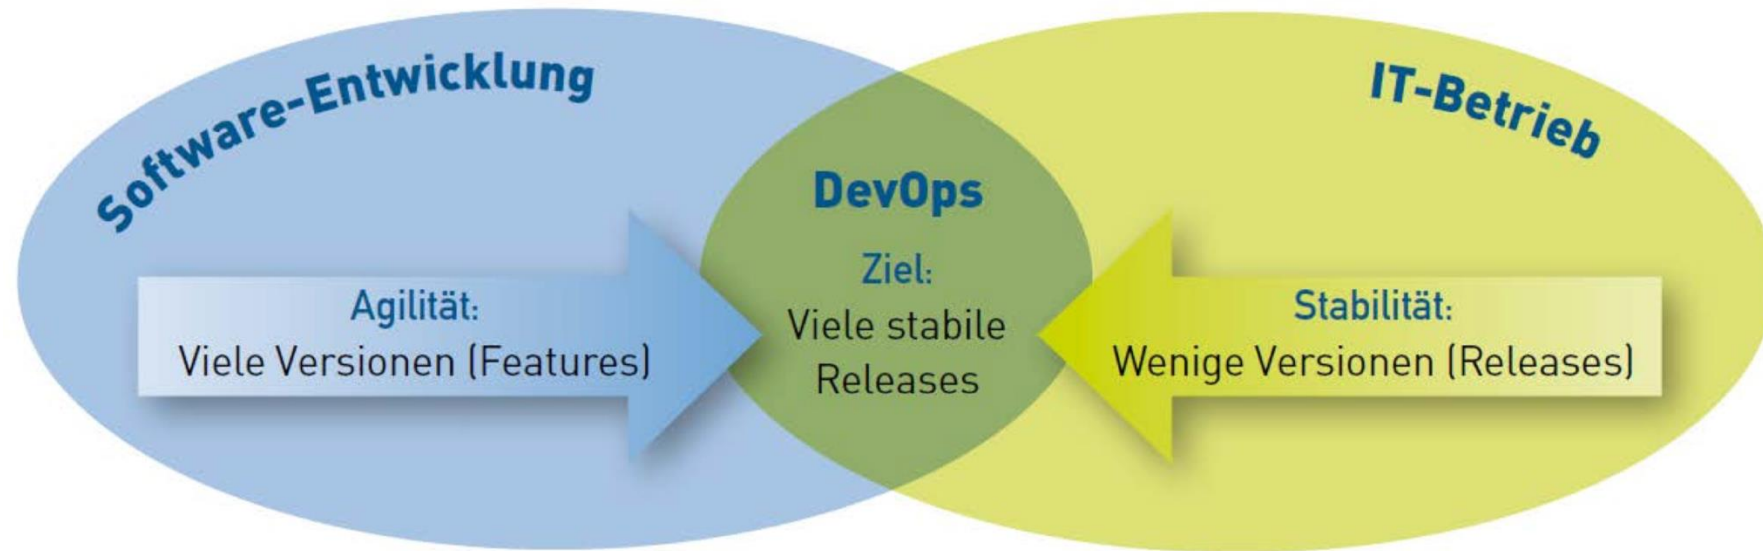 Software-Entwicklung
IT-Betrieb
DevOps
Ziel:
Viele stabile
Releases
Agilität:
Viele Versionen (Features)
Stabilität:
Wenige Versionen (Releases)